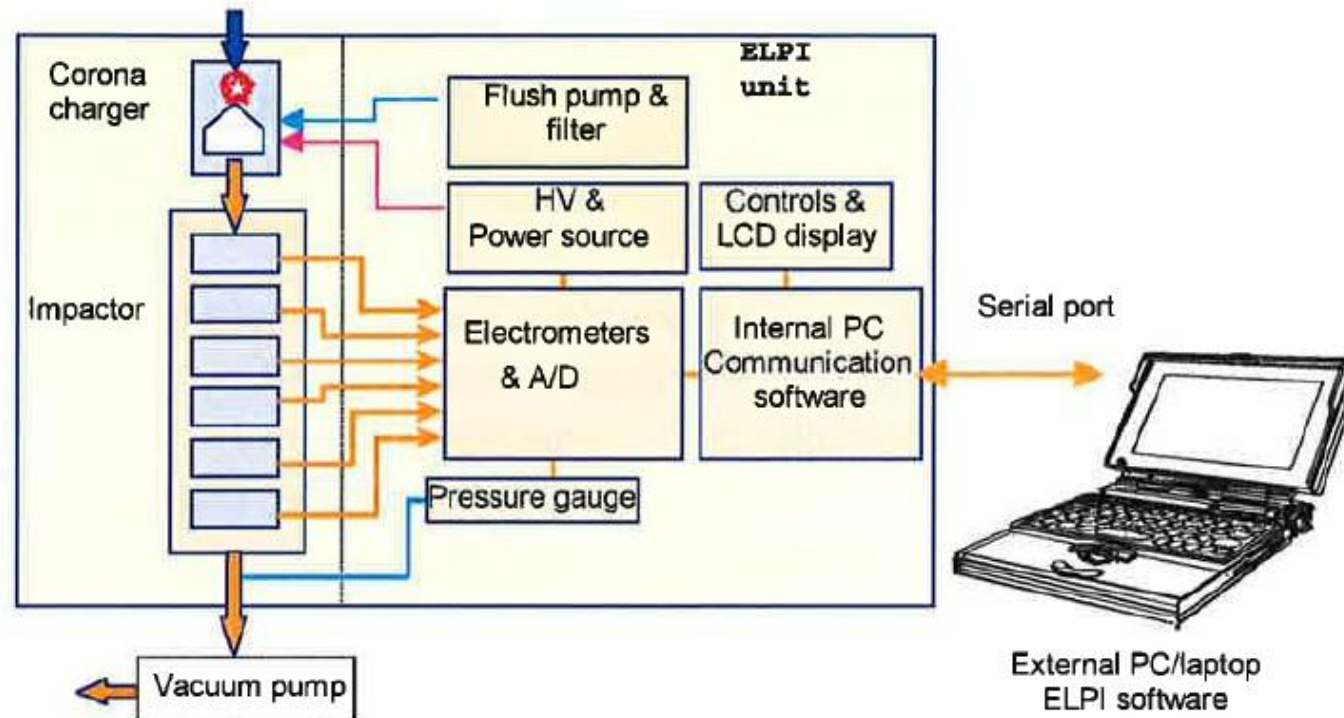 ELPI
unit
Corona
charger
Flush pump &
filter
HV &
Power source
Controls &
LCD display
Impactor
Electrometers
& A/D
Internal PC
Communication
software
Serial port
Pressure gauge
Vacuum pump
External PC/laptop
ELPI software